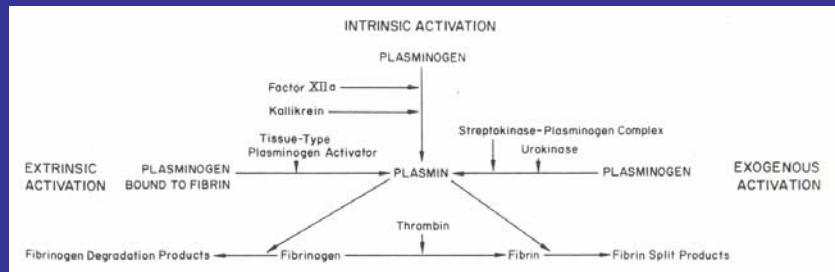 INTRINSIC ACTIVATION
PLASMINOGEN
Factor XIIa
Kallikrein
Tissue-Type
Plasminogen Activator
Streptokinase-Plasminogen Complex
Urokinase
EXTRINSIC
ACTIVATION
PLASMINOGEN
BOUND TO FIBRIN
PLASMIN
PLASMINOGEN
EXOGENOUS
ACTIVATION
Thrombin
Fibrinogen Degradation Products
Fibrinogen
Fibrin
Fibrin Split Products